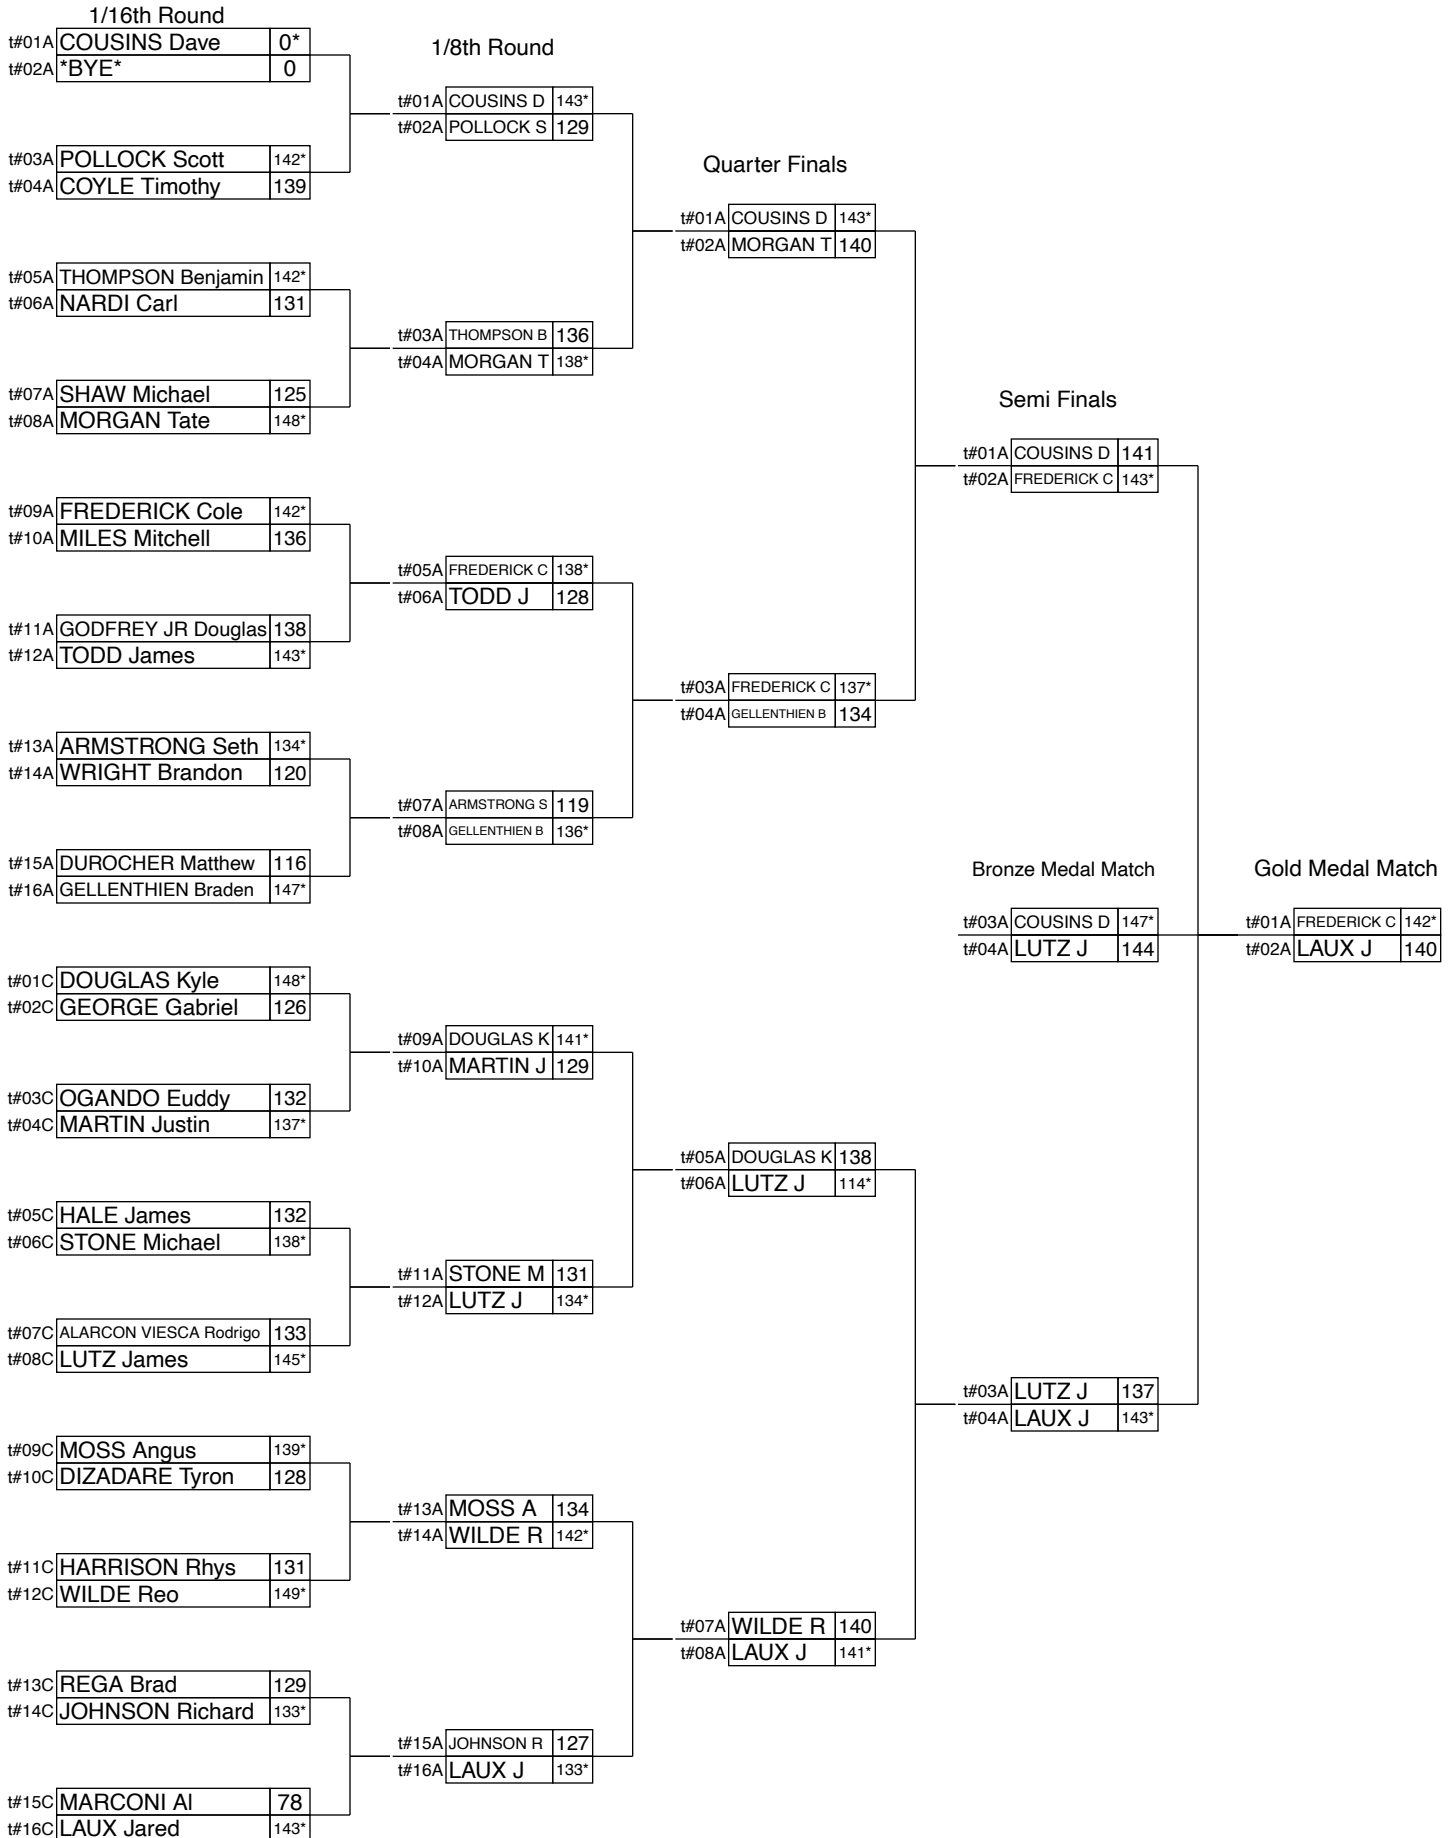 1/16th Round
t#01A COUSINS Dave 0*
t#02A *BYE* 0
t#03A POLLOCK Scott 142*
t#04A COYLE Timothy 139
t#05A THOMPSON Benjamin 142*
t#06A NARDI Carl 131
t#07A SHAW Michael 125
t#08A MORGAN Tate 148*
t#09A FREDERICK Cole 142*
t#10A MILES Mitchell 136
t#11A GODFREY JR Douglas 138
t#12A TODD James 143*
t#13A ARMSTRONG Seth 134*
t#14A WRIGHT Brandon 120
t#15A DUROCHER Matthew 116
t#16A GELLENTHIEN Braden 147*
t#01C DOUGLAS Kyle 148*
t#02C GEORGE Gabriel 126
t#03C OGANDO Euddy 132
t#04C MARTIN Justin 137*
t#05C HALE James 132
t#06C STONE Michael 138*
t#07C ALARCON VIESCA Rodrigo 133
t#08C LUTZ James 145*
t#09C MOSS Angus 139*
t#10C DIZADARE Tyron 128
t#11C HARRISON Rhys 131
t#12C WILDE Reo 149*
t#13C REGA Brad 129
t#14C JOHNSON Richard 133*
t#15C MARCONI Al 78
t#16C LAUX Jared 143*
1/8th Round
t#01A COUSINS D 143*
t#02A POLLOCK S 129
t#03A THOMPSON B 136
t#04A MORGAN T 138*
t#05A FREDERICK C 138*
t#06A TODD J 128
t#07A ARMSTRONG S 119
t#08A GELLENTHIEN B 136*
t#09A DOUGLAS K 141*
t#10A MARTIN J 129
t#11A STONE M 131
t#12A LUTZ J 134*
t#13A MOSS A 134
t#14A WILDE R 142*
t#15A JOHNSON R 127
t#16A LAUX J 133*
Quarter Finals
t#01A COUSINS D 143*
t#02A MORGAN T 140
t#03A FREDERICK C 137*
t#04A GELLENTHIEN B 134
t#05A DOUGLAS K 138
t#06A LUTZ J 114*
t#07A WILDE R 140
t#08A LAUX J 141*
Semi Finals
t#01A COUSINS D 141
t#02A FREDERICK C 143*
t#03A LUTZ J 137
t#04A LAUX J 143*
Bronze Medal Match
t#03A COUSINS D 147*
t#04A LUTZ J 144
Gold Medal Match
t#01A FREDERICK C 142*
t#02A LAUX J 140